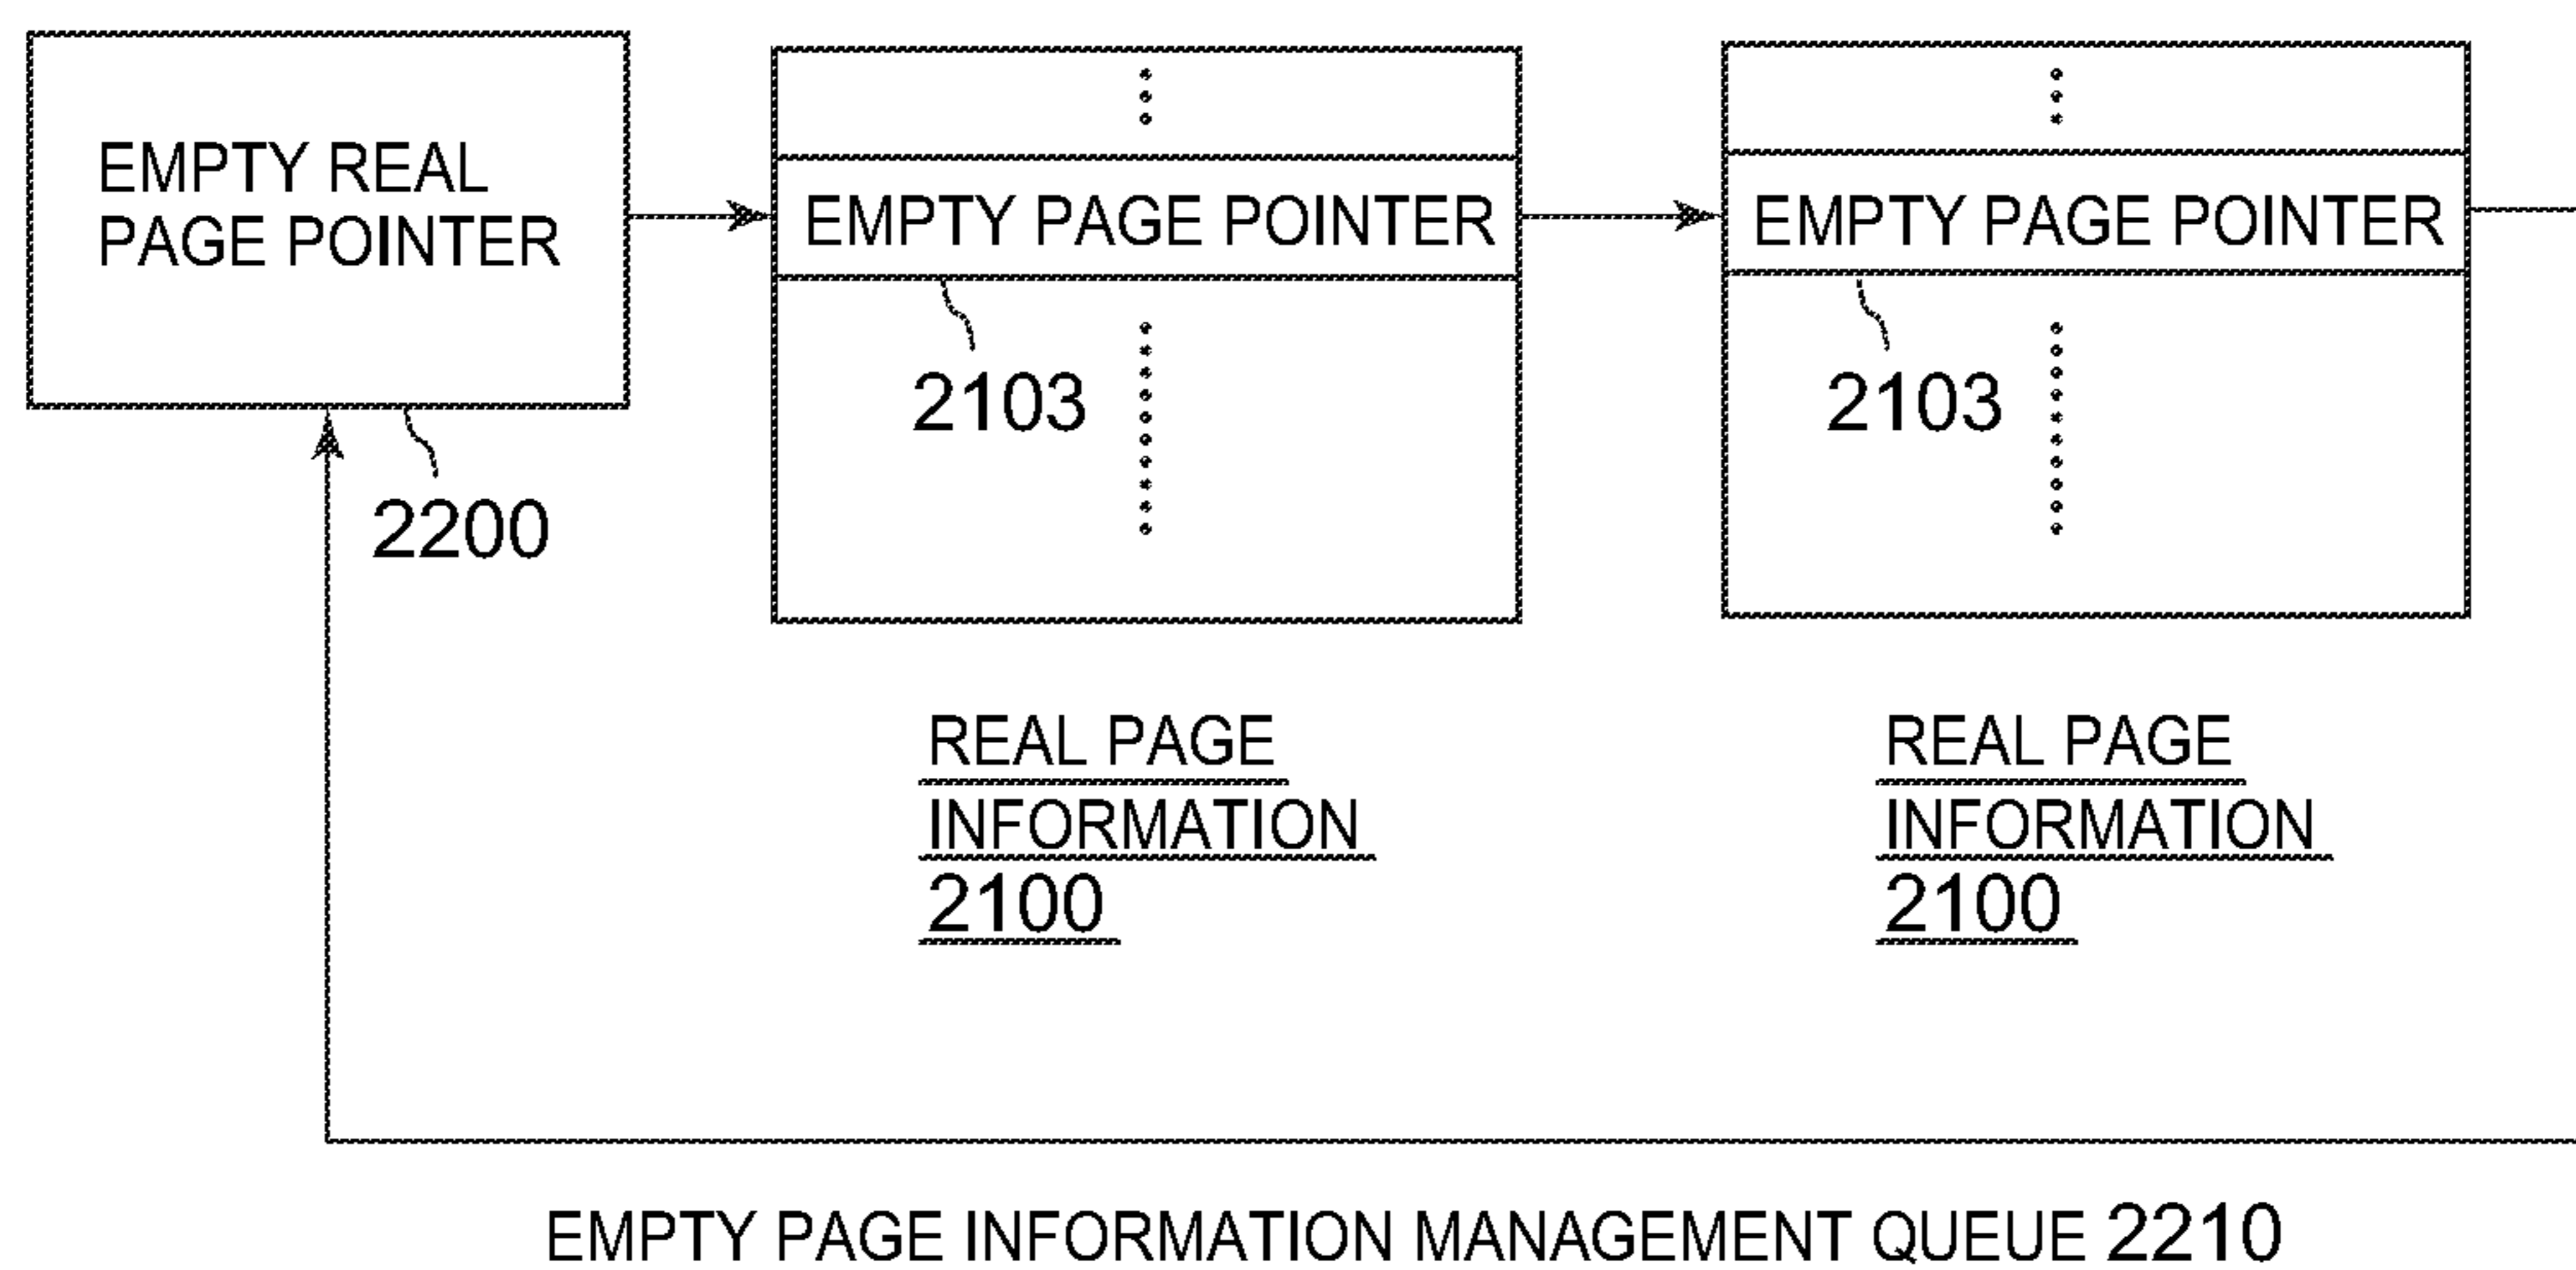 EMPTY REAL
PAGE POINTER
2200
EMPTY PAGE POINTER
2103
REAL PAGE
INFORMATION
2100
EMPTY PAGE POINTER
2103
REAL PAGE
INFORMATION
2100
EMPTY PAGE INFORMATION MANAGEMENT QUEUE 2210